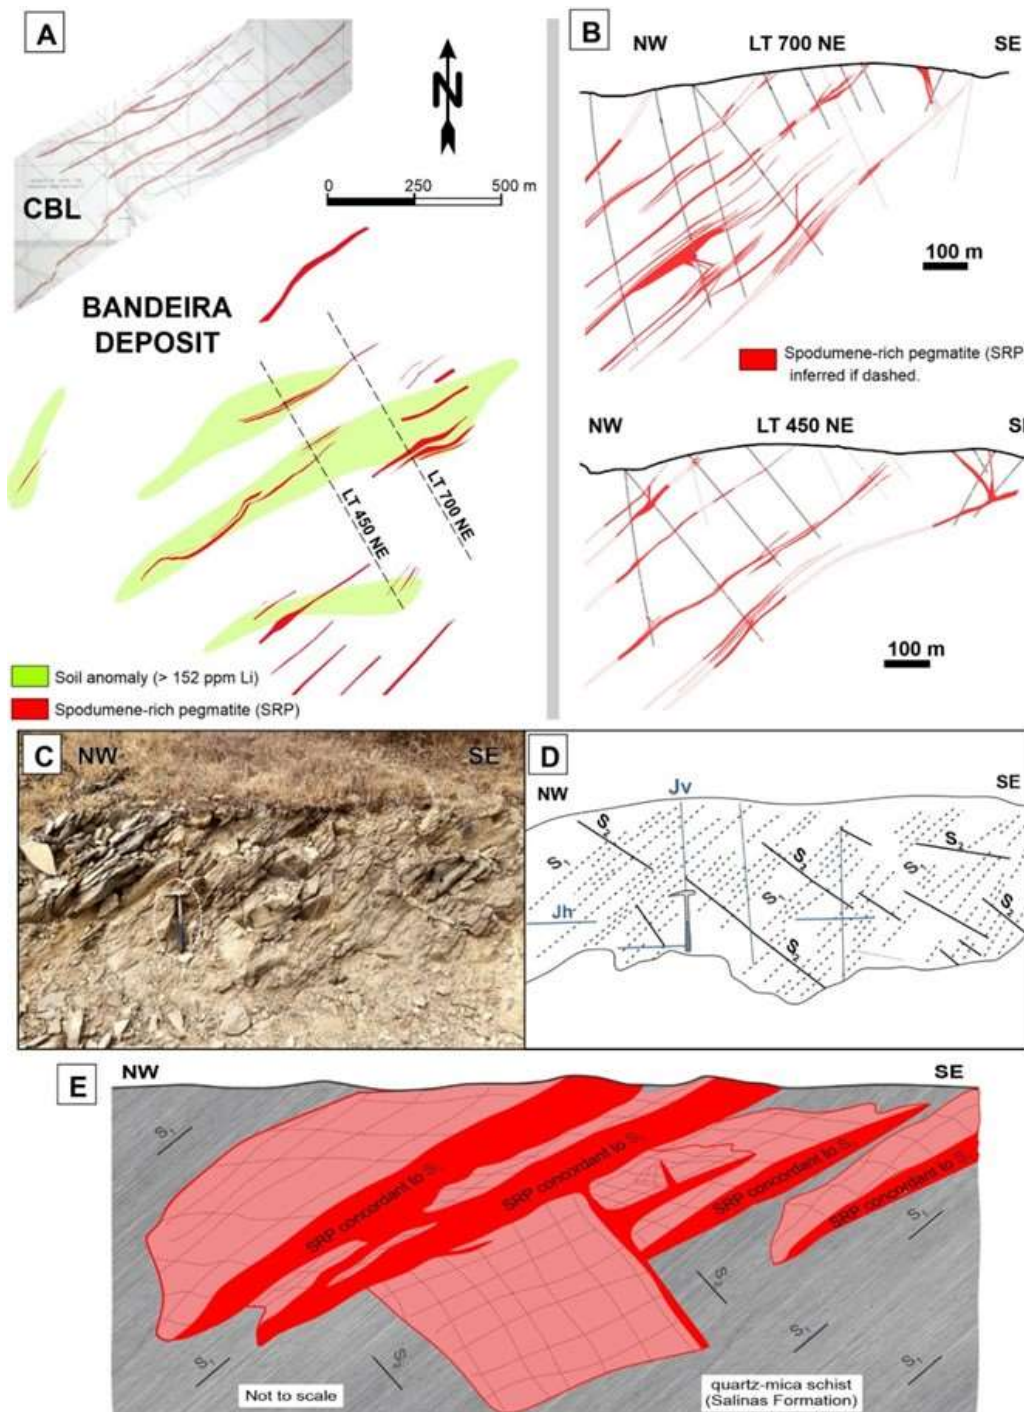 A
N
0 250 500 m
CBL
BANDEIRA
DEPOSIT
LT 450 NE
LT 700 NE
Soil anomaly (> 152 ppm Li)
Spodumene-rich pegmatite (SRP)
B
NW LT 700 NE SE
100 m
Spodumene-rich pegmatite (SRP
inferred if dashed.
NW LT 450 NE SE
100 m
C NW SE
D
NW Jv SE
S₁ S₂ S₂ S₁ S₂
S₁
Jh S₂ S₂
E
NW SE
S₁
SRP concordant to S₁
SRP concordant to S₁
SRP concordant to S₁
SRP concordant to S₁
S₁
S₂
S₁
S₁ S₂ S₁
Not to scale
quartz-mica schist
(Salinas Formation)